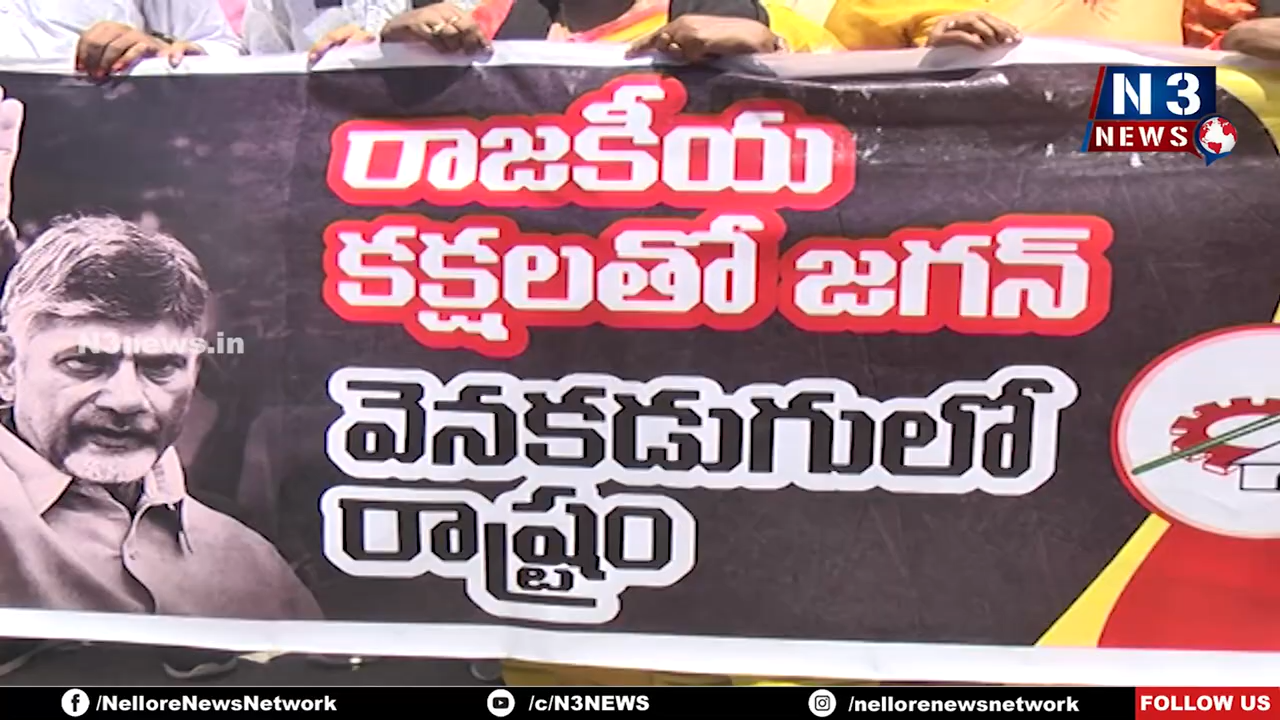 రాజకీయ
కక్షలతో జగన్
వెనకడుగులో
రాష్ట్రం
N3
NEWS
N3news.in
/NelloreNewsNetwork
/c/N3NEWS
/nellorenewsnetwork
FOLLOW US